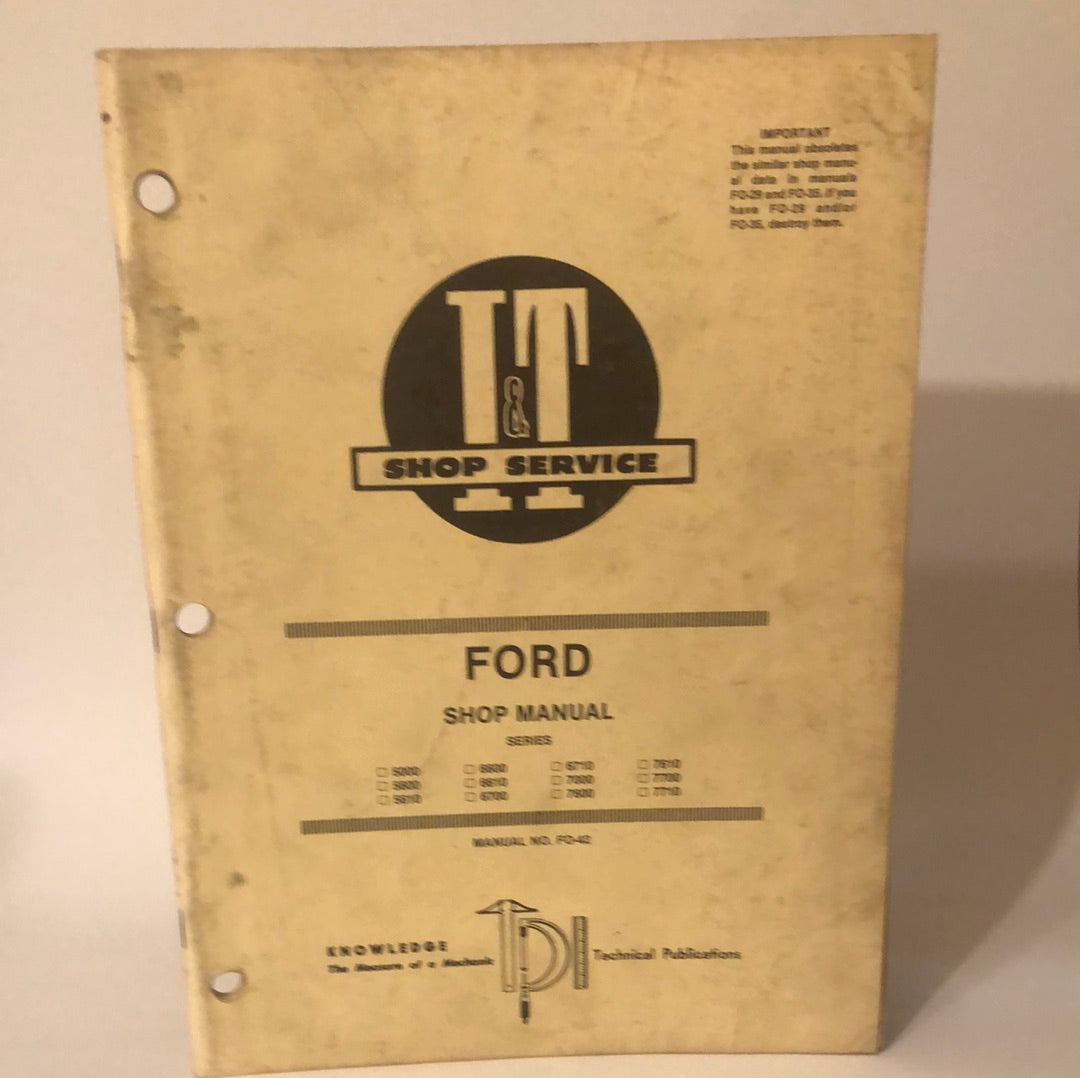 IMPORTANT
This manual obsoletes
the similar shop manu-
al data in manuals
FO-29 and FO-35. If you
have FO-29 and/or
FO-35, destroy them.
I&T
SHOP SERVICE
FORD
SHOP MANUAL
SERIES
5000 6600 6710 7610
5600 6610 7000 7700
5610 6700 7600 7710
MANUAL NO. FO-42
KNOWLEDGE
The Measure of a Mechanic
TPI
Technical Publications